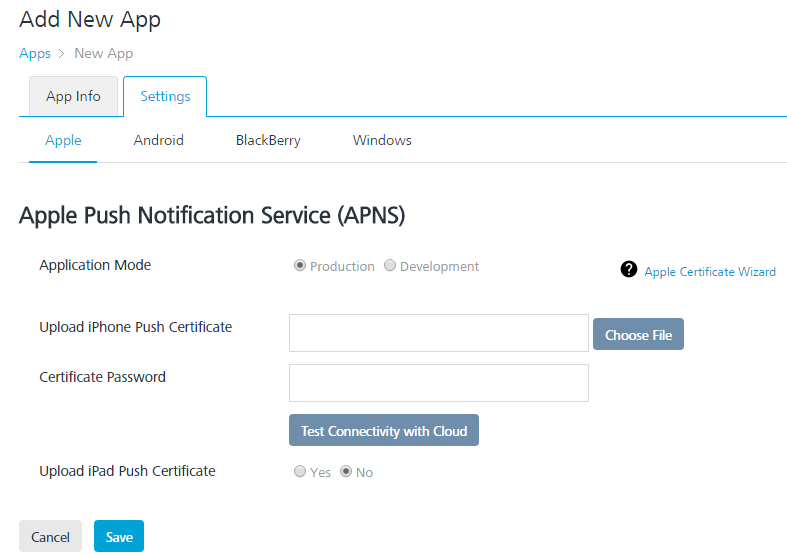 Add New App
Apps > New App
App Info Settings
Apple Android BlackBerry Windows
Apple Push Notification Service (APNS)
Application Mode Production Development ? Apple Certificate Wizard
Upload iPhone Push Certificate Choose File
Certificate Password
Test Connectivity with Cloud
Upload iPad Push Certificate Yes No
Cancel Save